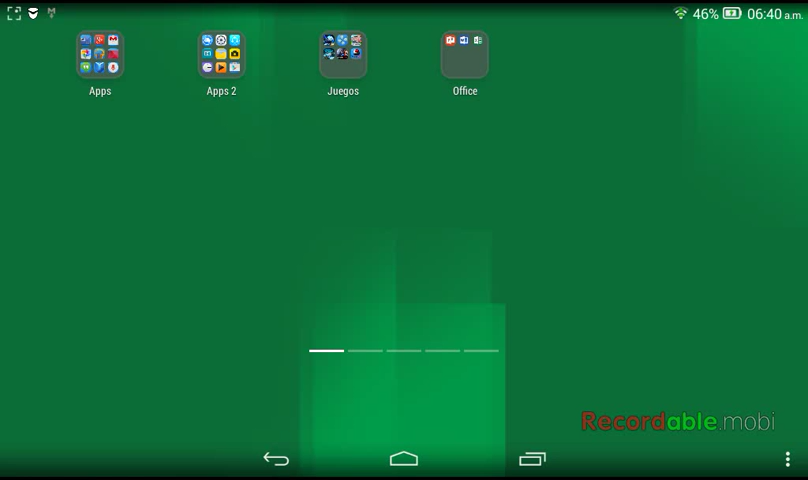 46% 06:40 a.m.
Apps
Apps 2
Juegos
Office
Recordable.mobi